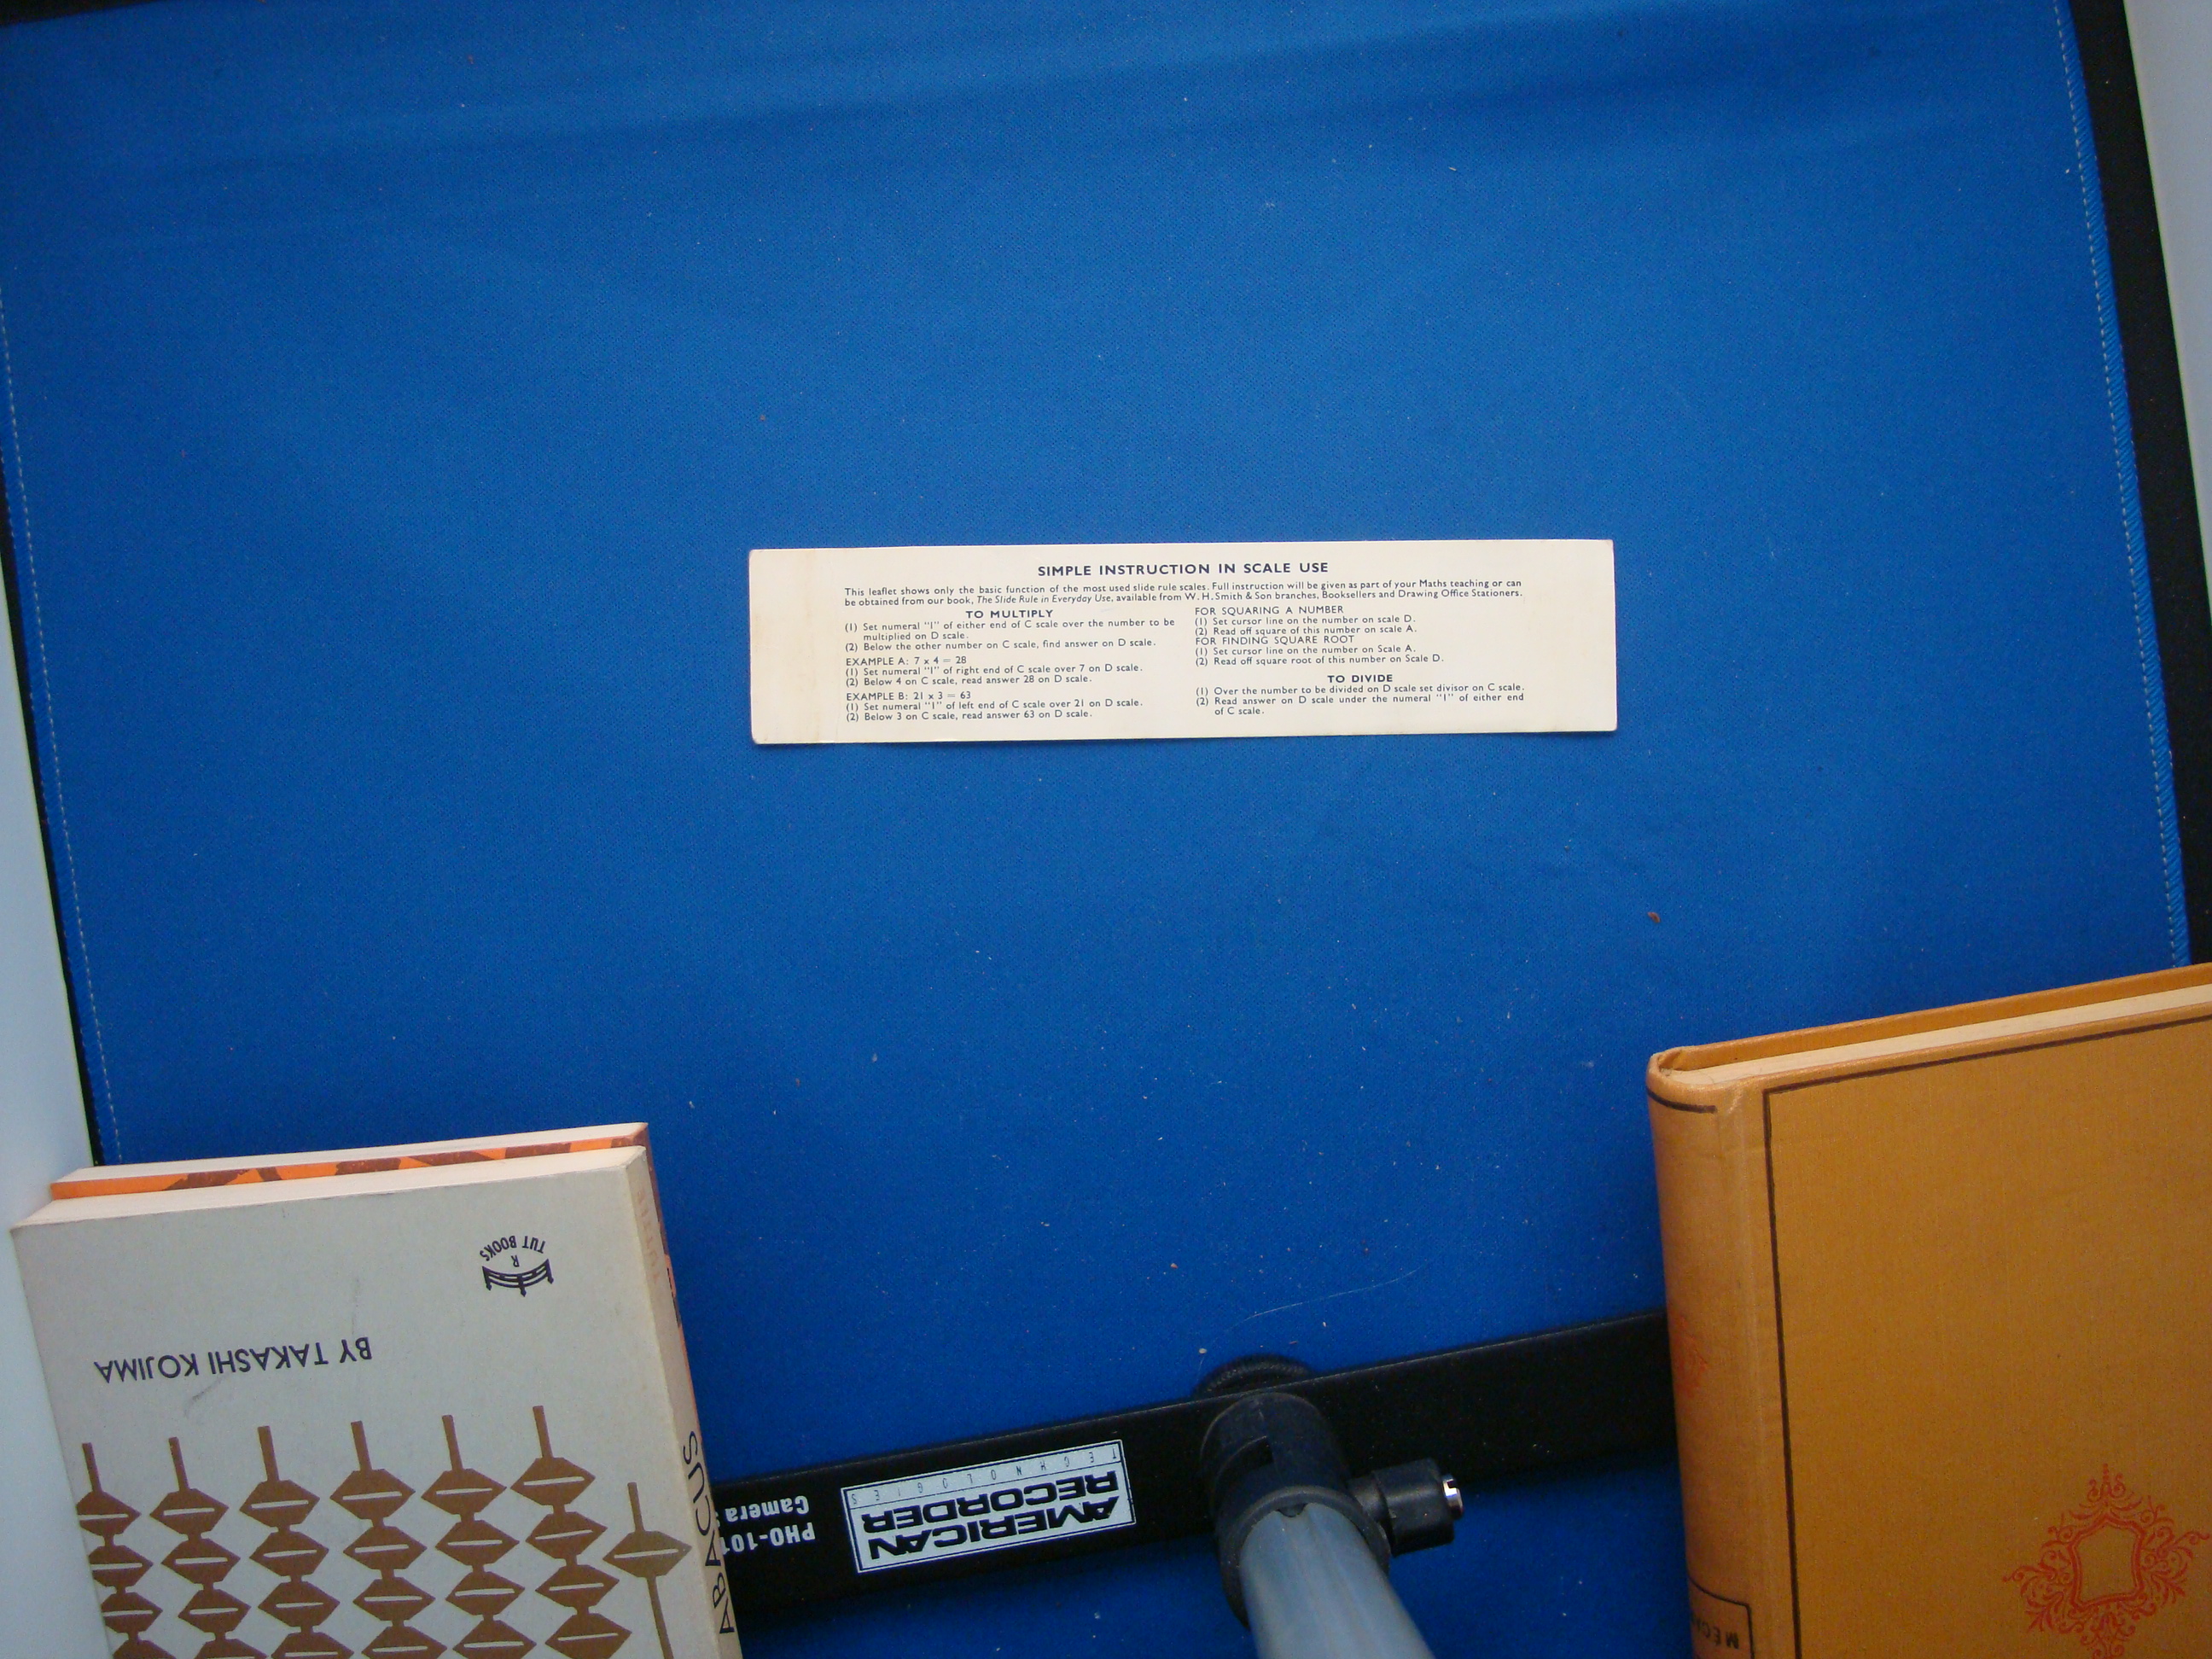 SIMPLE INSTRUCTION IN SCALE USE
This leaflet shows only the basic function of the most used slide rule scales. Full instruction will be given as part of your Maths teaching or can
be obtained from our book, The Slide Rule in Everyday Use, available from W. H. Smith & Son branches, Booksellers and Drawing Office Stationers.
TO MULTIPLY
(1) Set numeral "1" of either end of C scale over the number to be
multiplied on D scale.
(2) Below the other number on C scale, find answer on D scale.
EXAMPLE A: 7 x 4 = 28
(1) Set numeral "1" of right end of C scale over 7 on D scale.
(2) Below 4 on C scale, read answer 28 on D scale.
EXAMPLE B: 21 x 3 = 63
(1) Set numeral "1" of left end of C scale over 21 on D scale.
(2) Below 3 on C scale, read answer 63 on D scale.
FOR SQUARING A NUMBER
(1) Set cursor line on the number on scale D.
(2) Read off square of this number on scale A.
FOR FINDING SQUARE ROOT
(1) Set cursor line on the number on Scale A.
(2) Read off square root of this number on Scale D.
TO DIVIDE
(1) Over the number to be divided on D scale set divisor on C scale.
(2) Read answer on D scale under the numeral "1" of either end
of C scale.
TUT BOOKS
R
BY TAKASHI KOJIMA
ABACUS
PHO-101
Camera
AMERICAN
RECORDER
TECHNOLOGIES